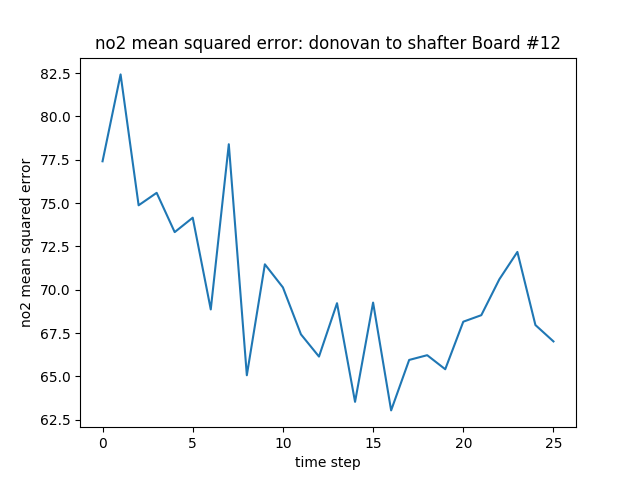 no2 mean squared error: donovan to shafter Board #12
82.5
80.0
77.5
75.0
72.5
70.0
67.5
65.0
62.5
no2 mean squared error
0 5 10 15 20 25
time step